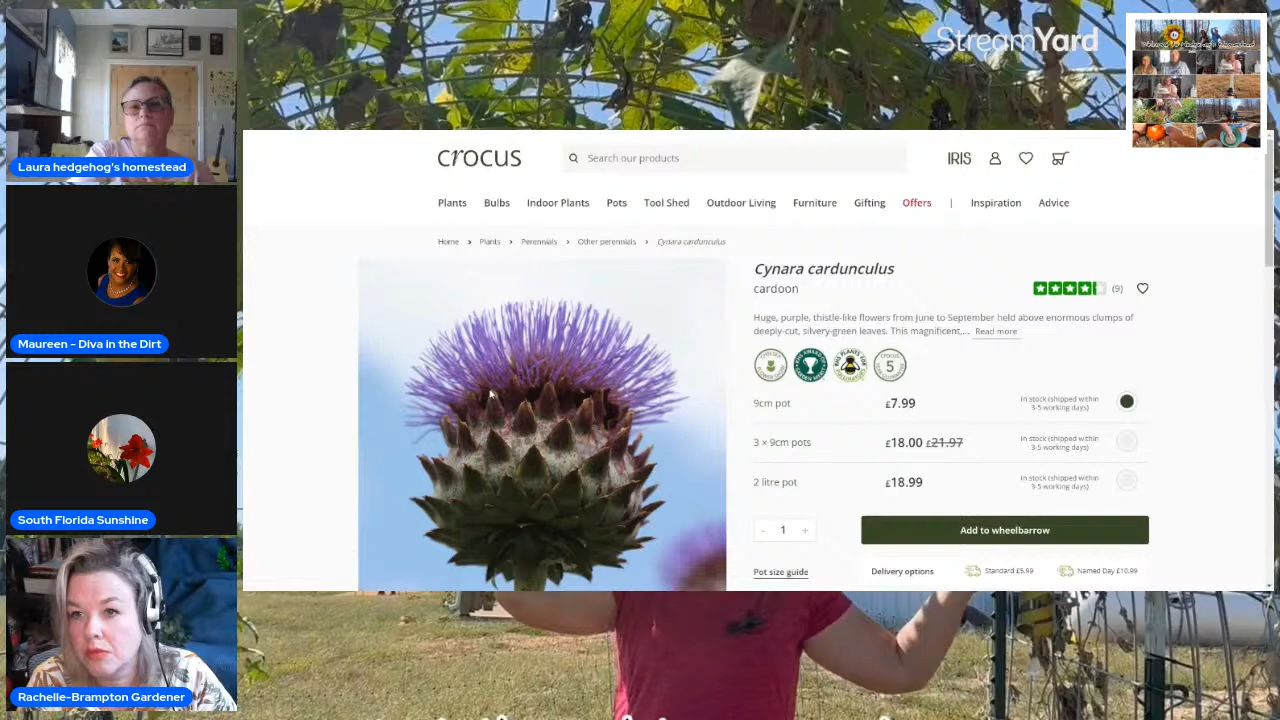 StreamYard
Laura hedgehog's homestead
Maureen - Diva in the Dirt
South Florida Sunshine
Rachelle-Brampton Gardener
crocus
Search our products
IRIS
Plants Bulbs Indoor Plants Pots Tool Shed Outdoor Living Furniture Gifting Offers | Inspiration Advice
Home > Plants > Perennials > Other perennials > Cynara cardunculus
Cynara cardunculus
cardoon
(9)
Huge, purple, thistle-like flowers from June to September held above enormous clumps of
deeply-cut, silvery-green leaves. This magnificent,... Read more
CROCUS
5
9cm pot £7.99 In stock (shipped within
3-5 working days)
3 × 9cm pots £18.00 £21.97 In stock (shipped within
3-5 working days)
2 litre pot £18.99 In stock (shipped within
3-5 working days)
- 1 + Add to wheelbarrow
Pot size guide Delivery options Standard £5.99 Named Day £10.99